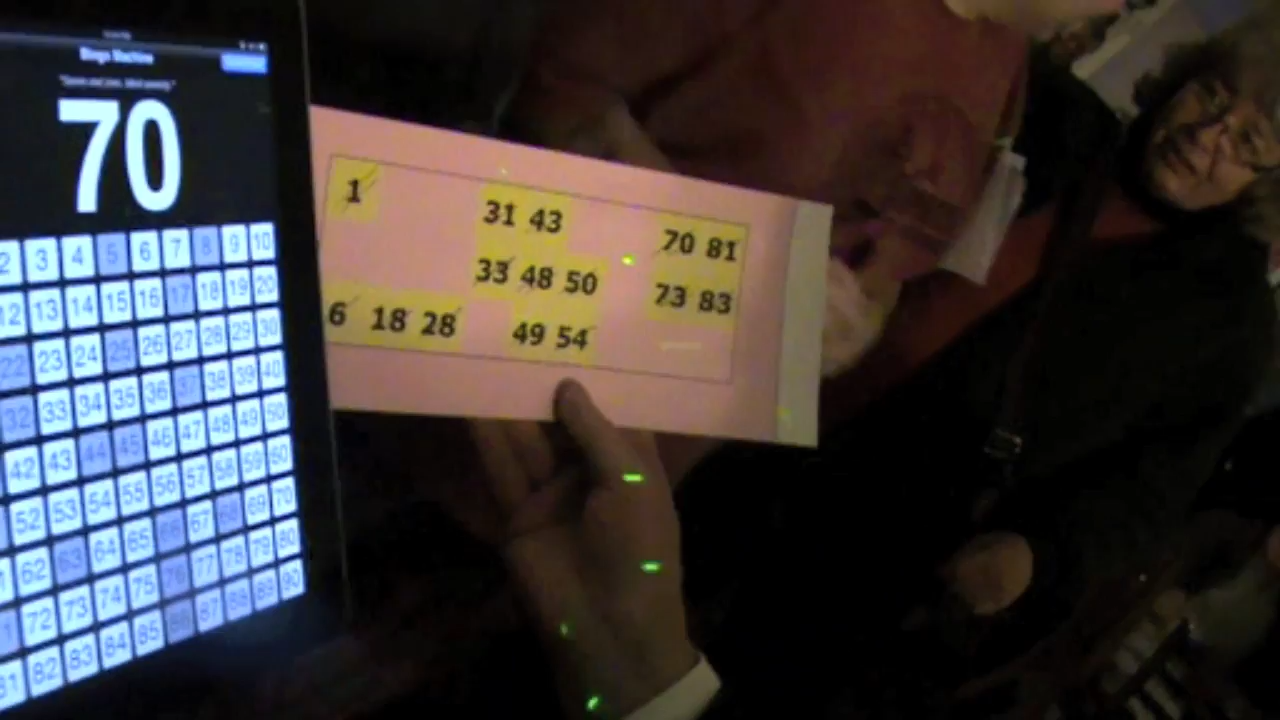 Bingo Machine
70
2 3 4 5 6 7 8 9 10
12 13 14 15 16 17 18 19 20
22 23 24 25 26 27 28 29 30
32 33 34 35 36 37 38 39 40
42 43 44 45 46 47 48 49 50
52 53 54 55 56 57 58 59 60
62 63 64 65 66 67 68 69 70
72 73 74 75 76 77 78 79 80
81 82 83 84 85 86 87 88 89 90
1 31 43 70 81
33 48 50 73 83
6 18 28 49 54